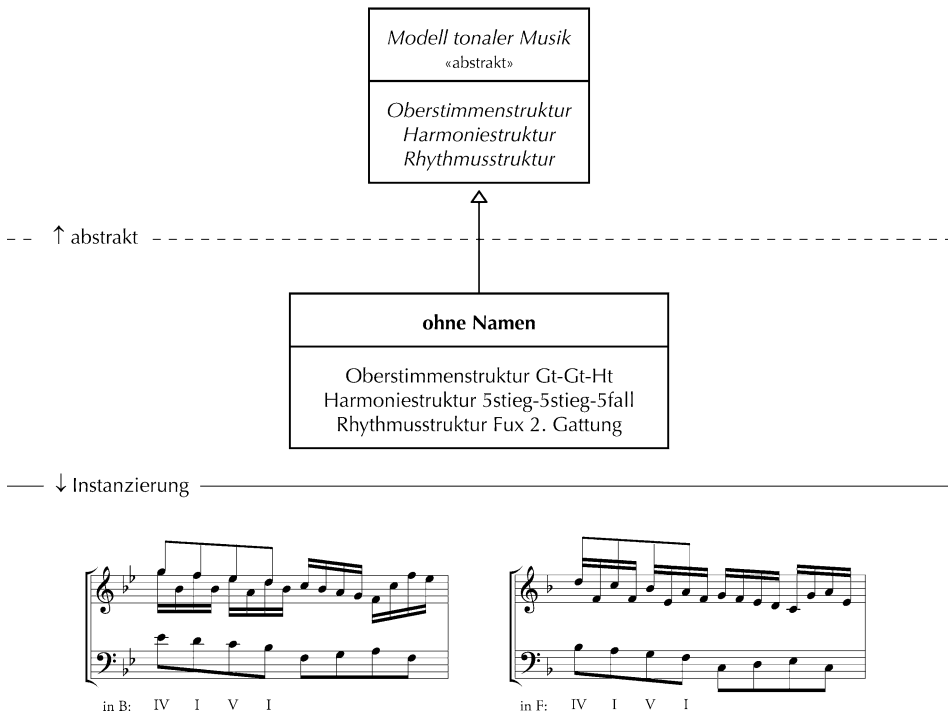 Modell tonaler Musik
«abstrakt»
Oberstimmenstruktur
Harmoniestruktur
Rhythmusstruktur
↑ abstrakt
ohne Namen
Oberstimmenstruktur Gt-Gt-Ht
Harmoniestruktur 5stieg-5stieg-5fall
Rhythmusstruktur Fux 2. Gattung
↓ Instanzierung
in B: IV I V I
in F: IV I V I